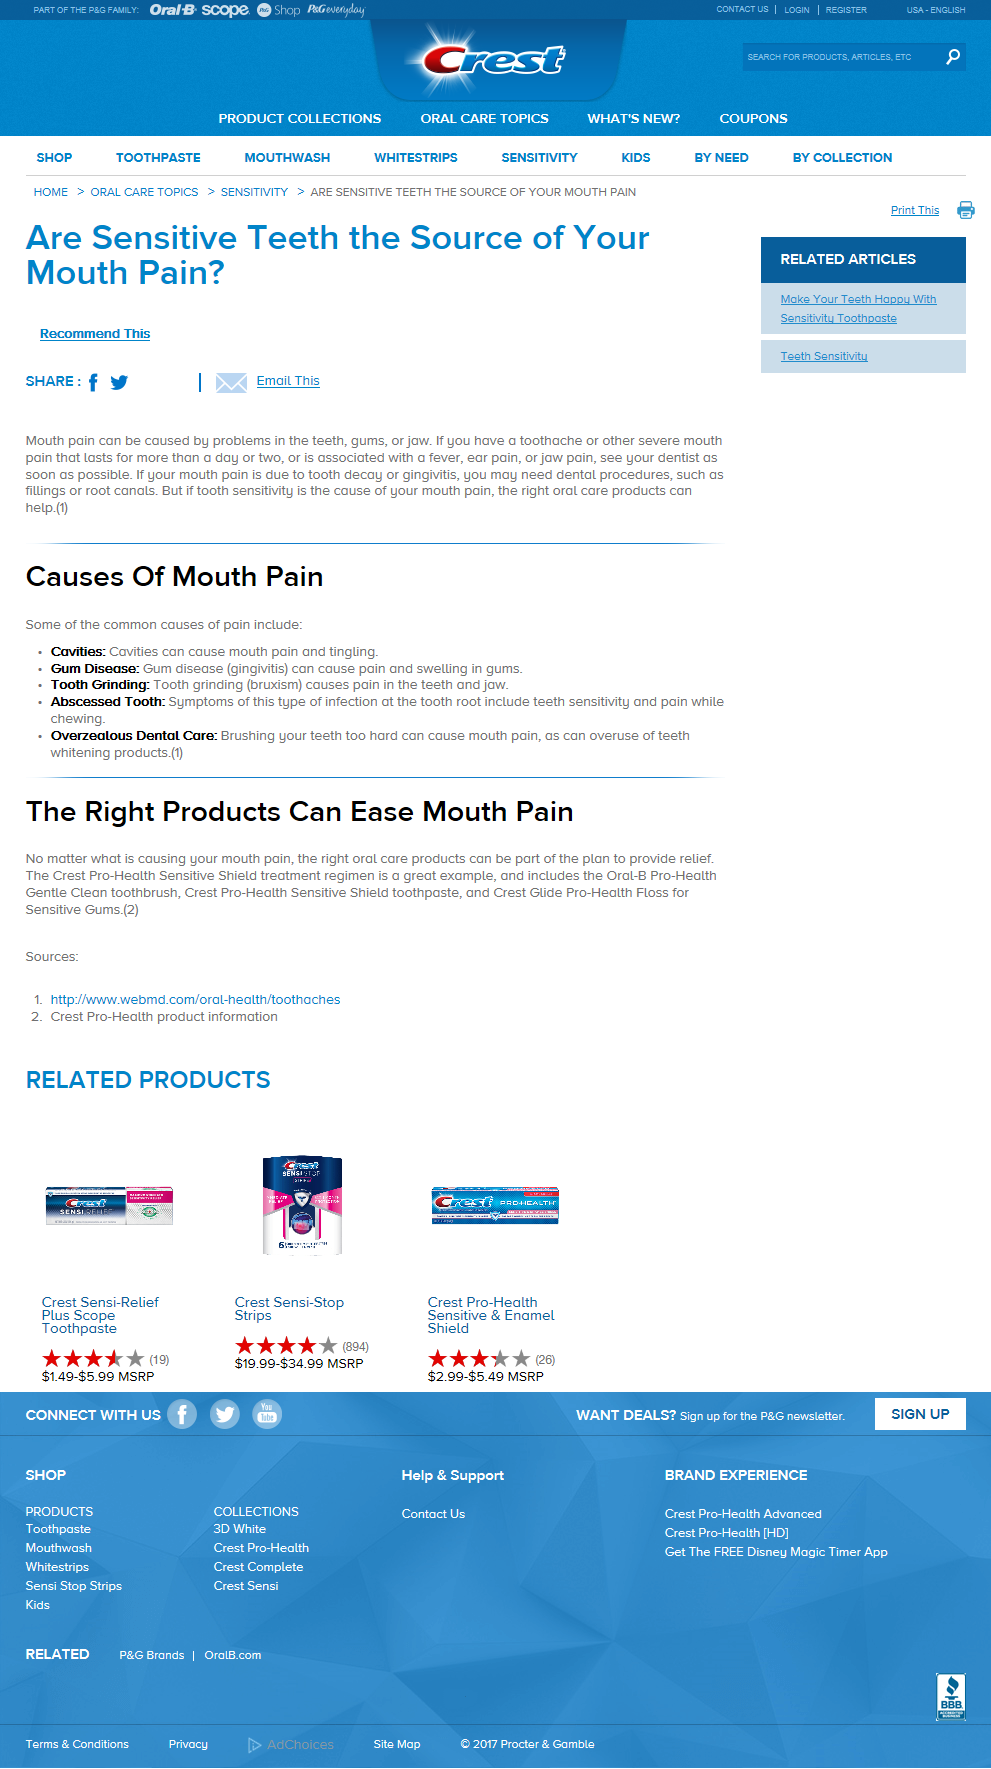 PART OF THE P&G FAMILY: Oral-B scope. P&G Shop P&G everyday
CONTACT US | LOGIN | REGISTER USA - ENGLISH
Crest
SEARCH FOR PRODUCTS, ARTICLES, ETC
PRODUCT COLLECTIONS ORAL CARE TOPICS WHAT'S NEW? COUPONS
SHOP TOOTHPASTE MOUTHWASH WHITESTRIPS SENSITIVITY KIDS BY NEED BY COLLECTION
HOME > ORAL CARE TOPICS > SENSITIVITY > ARE SENSITIVE TEETH THE SOURCE OF YOUR MOUTH PAIN
Print This
Are Sensitive Teeth the Source of Your
Mouth Pain?
RELATED ARTICLES
Make Your Teeth Happy With
Sensitivity Toothpaste
Teeth Sensitivity
Recommend This
SHARE : | Email This
Mouth pain can be caused by problems in the teeth, gums, or jaw. If you have a toothache or other severe mouth
pain that lasts for more than a day or two, or is associated with a fever, ear pain, or jaw pain, see your dentist as
soon as possible. If your mouth pain is due to tooth decay or gingivitis, you may need dental procedures, such as
fillings or root canals. But if tooth sensitivity is the cause of your mouth pain, the right oral care products can
help.(1)
Causes Of Mouth Pain
Some of the common causes of pain include:
• Cavities: Cavities can cause mouth pain and tingling.
• Gum Disease: Gum disease (gingivitis) can cause pain and swelling in gums.
• Tooth Grinding: Tooth grinding (bruxism) causes pain in the teeth and jaw.
• Abscessed Tooth: Symptoms of this type of infection at the tooth root include teeth sensitivity and pain while
chewing.
• Overzealous Dental Care: Brushing your teeth too hard can cause mouth pain, as can overuse of teeth
whitening products.(1)
The Right Products Can Ease Mouth Pain
No matter what is causing your mouth pain, the right oral care products can be part of the plan to provide relief.
The Crest Pro-Health Sensitive Shield treatment regimen is a great example, and includes the Oral-B Pro-Health
Gentle Clean toothbrush, Crest Pro-Health Sensitive Shield toothpaste, and Crest Glide Pro-Health Floss for
Sensitive Gums.(2)
Sources:
1. http://www.webmd.com/oral-health/toothaches
2. Crest Pro-Health product information
RELATED PRODUCTS
Crest
SENSI RELIEF
Crest
SENSI STOP
STRIPS
6
Crest PRO-HEALTH
Crest Sensi-Relief
Plus Scope
Toothpaste
(19)
$1.49-$5.99 MSRP
Crest Sensi-Stop
Strips
(894)
$19.99-$34.99 MSRP
Crest Pro-Health
Sensitive & Enamel
Shield
(26)
$2.99-$5.49 MSRP
CONNECT WITH US You Tube
WANT DEALS? Sign up for the P&G newsletter. SIGN UP
SHOP
PRODUCTS
Toothpaste
Mouthwash
Whitestrips
Sensi Stop Strips
Kids
COLLECTIONS
3D White
Crest Pro-Health
Crest Complete
Crest Sensi
Help & Support
Contact Us
BRAND EXPERIENCE
Crest Pro-Health Advanced
Crest Pro-Health [HD]
Get The FREE Disney Magic Timer App
RELATED P&G Brands | OralB.com
BBB.
ACCREDITED
BUSINESS
Terms & Conditions Privacy AdChoices Site Map © 2017 Procter & Gamble